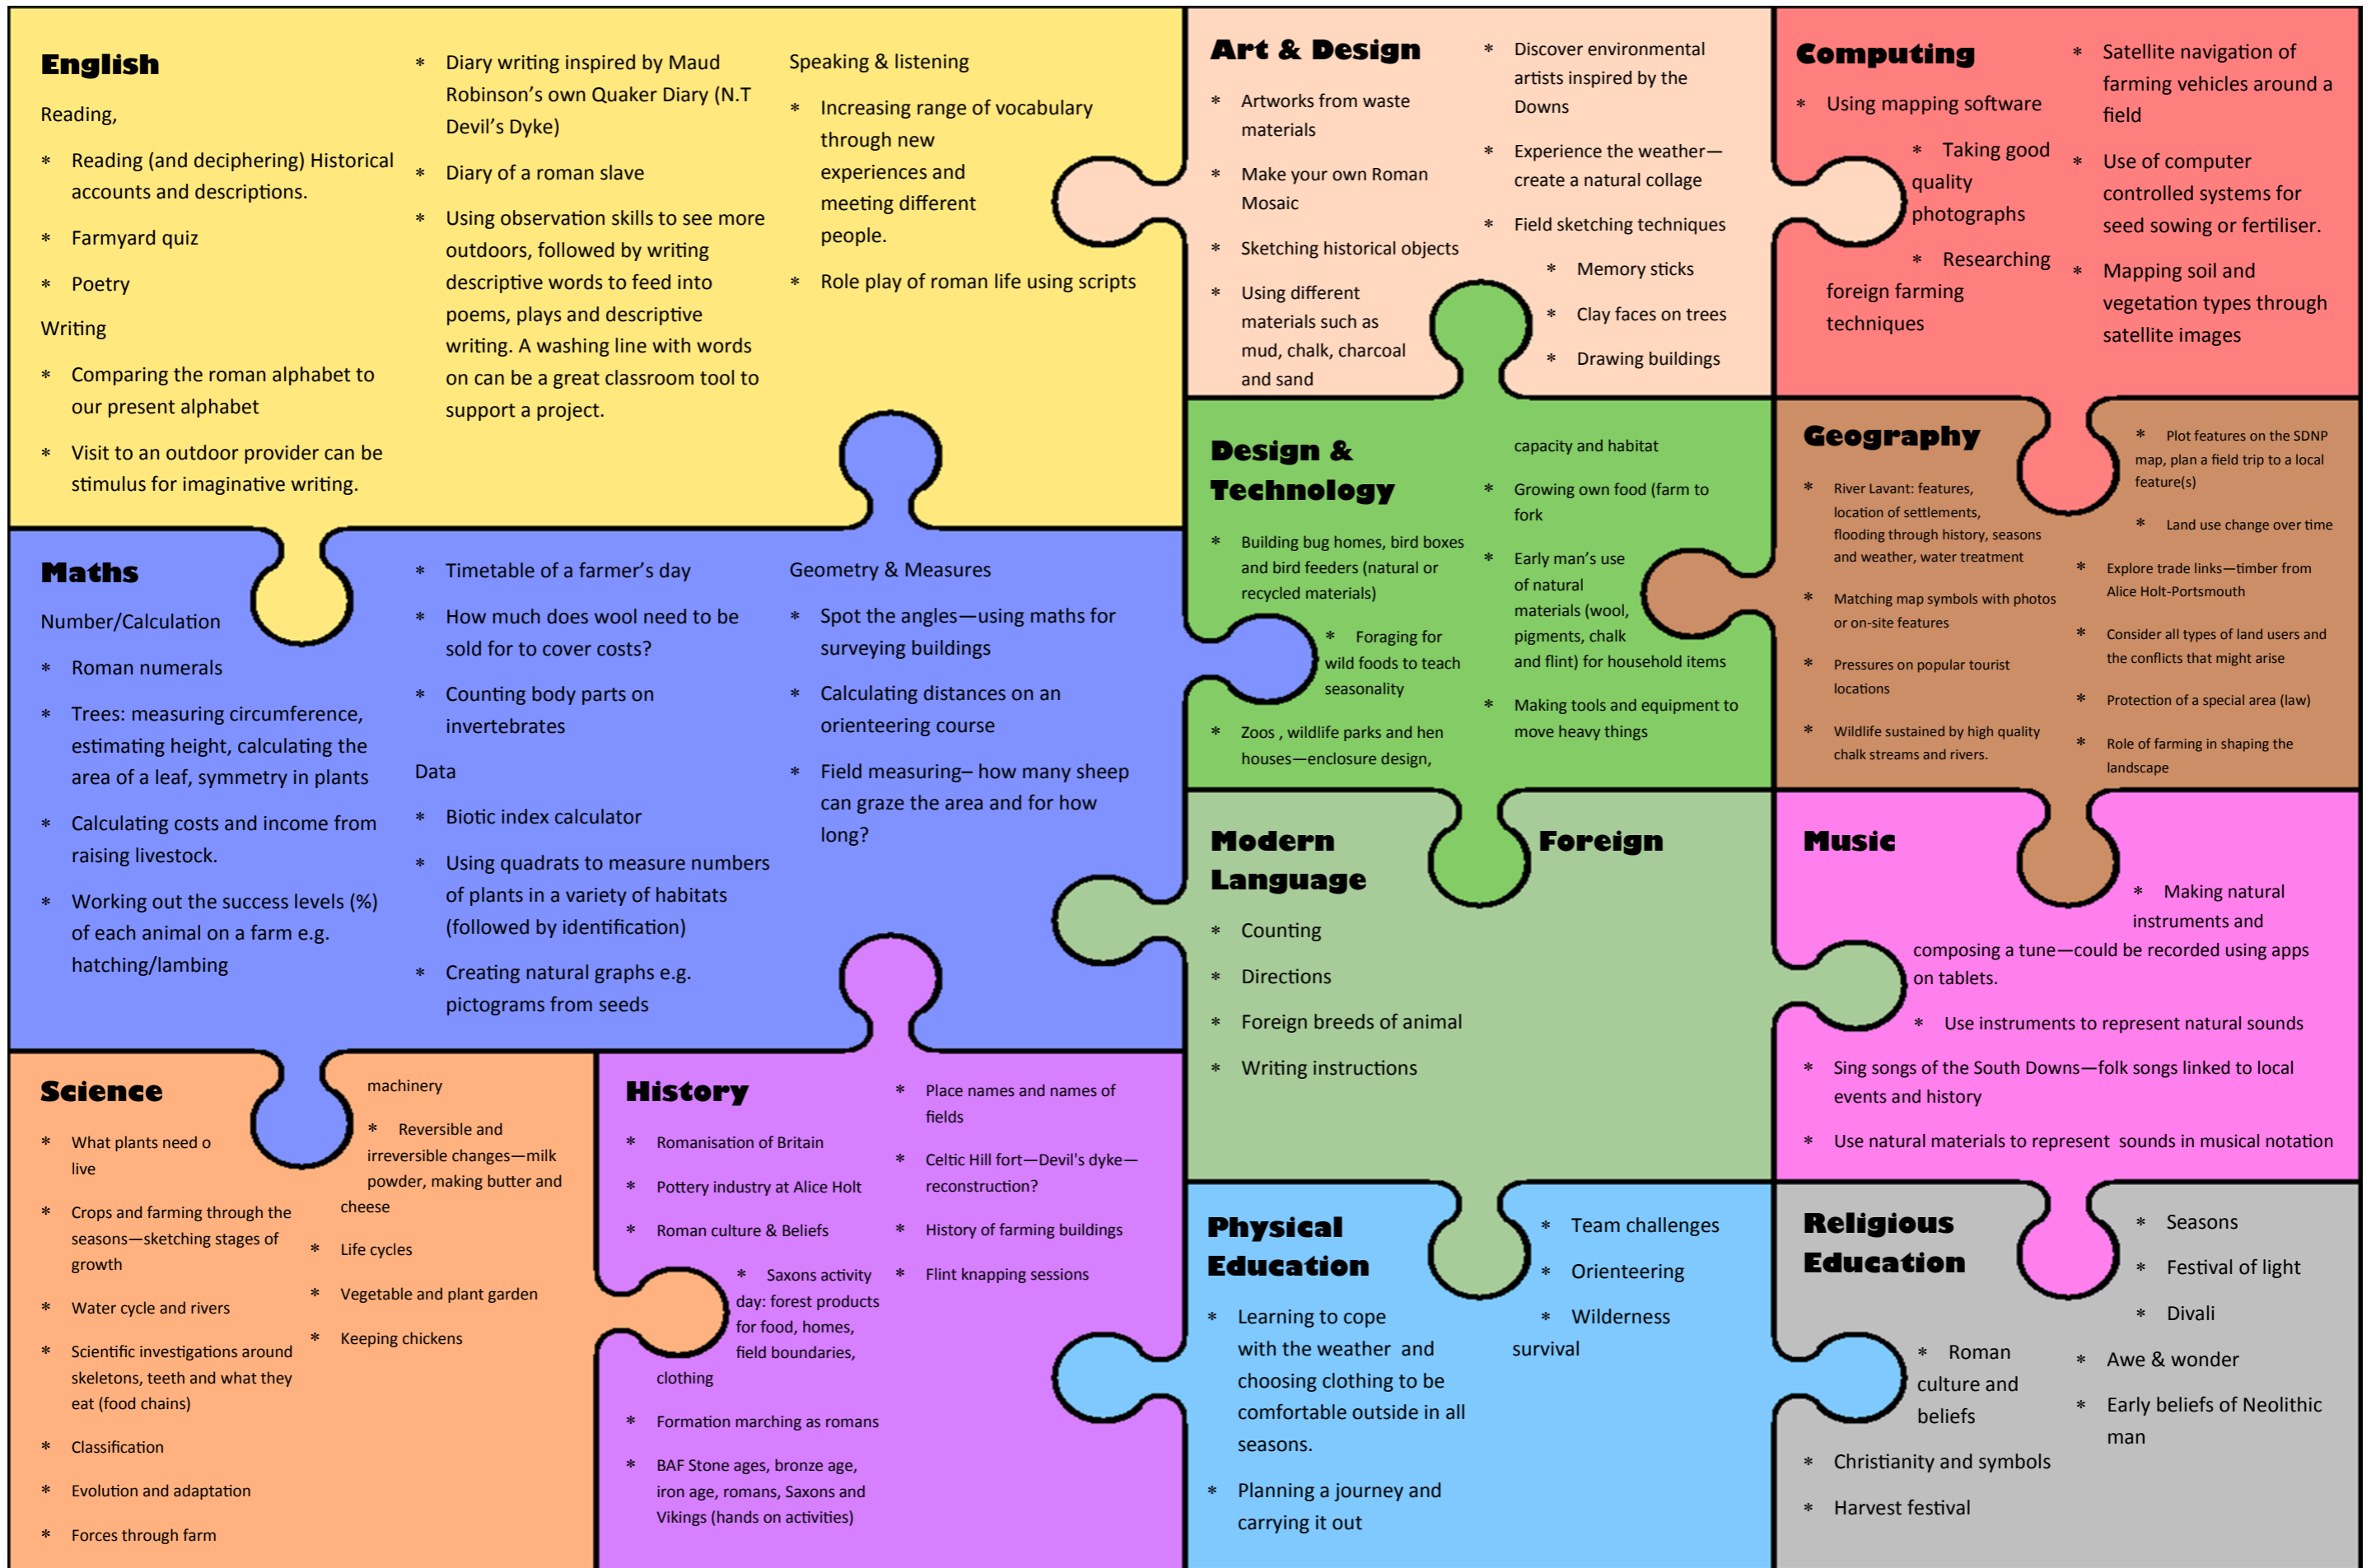 English
Reading,
* Reading (and deciphering) Historical
accounts and descriptions.
* Farmyard quiz
* Poetry
Writing
* Comparing the roman alphabet to
our present alphabet
* Visit to an outdoor provider can be
stimulus for imaginative writing.
* Diary writing inspired by Maud
Robinson's own Quaker Diary (N.T
Devil's Dyke)
* Diary of a roman slave
* Using observation skills to see more
outdoors, followed by writing
descriptive words to feed into
poems, plays and descriptive
writing. A washing line with words
on can be a great classroom tool to
support a project.
Speaking & listening
* Increasing range of vocabulary
through new
experiences and
meeting different
people.
* Role play of roman life using scripts
Art & Design
* Artworks from waste
materials
* Make your own Roman
Mosaic
* Sketching historical objects
* Using different
materials such as
mud, chalk, charcoal
and sand
* Discover environmental
artists inspired by the
Downs
* Experience the weather—
create a natural collage
* Field sketching techniques
* Memory sticks
* Clay faces on trees
* Drawing buildings
Computing
* Using mapping software
* Taking good
quality
photographs
* Researching
foreign farming
techniques
* Satellite navigation of
farming vehicles around a
field
* Use of computer
controlled systems for
seed sowing or fertiliser.
* Mapping soil and
vegetation types through
satellite images
Maths
Number/Calculation
* Roman numerals
* Trees: measuring circumference,
estimating height, calculating the
area of a leaf, symmetry in plants
* Calculating costs and income from
raising livestock.
* Working out the success levels (%)
of each animal on a farm e.g.
hatching/lambing
* Timetable of a farmer's day
* How much does wool need to be
sold for to cover costs?
* Counting body parts on
invertebrates
Data
* Biotic index calculator
* Using quadrats to measure numbers
of plants in a variety of habitats
(followed by identification)
* Creating natural graphs e.g.
pictograms from seeds
Geometry & Measures
* Spot the angles—using maths for
surveying buildings
* Calculating distances on an
orienteering course
* Field measuring– how many sheep
can graze the area and for how
long?
Design &
Technology
* Building bug homes, bird boxes
and bird feeders (natural or
recycled materials)
* Foraging for
wild foods to teach
seasonality
* Zoos , wildlife parks and hen
houses—enclosure design,
capacity and habitat
* Growing own food (farm to
fork
* Early man's use
of natural
materials (wool,
pigments, chalk
and flint) for household items
* Making tools and equipment to
move heavy things
Geography
* River Lavant: features,
location of settlements,
flooding through history, seasons
and weather, water treatment
* Matching map symbols with photos
or on-site features
* Pressures on popular tourist
locations
* Wildlife sustained by high quality
chalk streams and rivers.
* Plot features on the SDNP
map, plan a field trip to a local
feature(s)
* Land use change over time
* Explore trade links—timber from
Alice Holt-Portsmouth
* Consider all types of land users and
the conflicts that might arise
* Protection of a special area (law)
* Role of farming in shaping the
landscape
Modern Foreign
Language
* Counting
* Directions
* Foreign breeds of animal
* Writing instructions
Music
* Making natural
instruments and
composing a tune—could be recorded using apps
on tablets.
* Use instruments to represent natural sounds
* Sing songs of the South Downs—folk songs linked to local
events and history
* Use natural materials to represent sounds in musical notation
Science
* What plants need o
live
* Crops and farming through the
seasons—sketching stages of
growth
* Water cycle and rivers
* Scientific investigations around
skeletons, teeth and what they
eat (food chains)
* Classification
* Evolution and adaptation
* Forces through farm
machinery
* Reversible and
irreversible changes—milk
powder, making butter and
cheese
* Life cycles
* Vegetable and plant garden
* Keeping chickens
History
* Romanisation of Britain
* Pottery industry at Alice Holt
* Roman culture & Beliefs
* Saxons activity
day: forest products
for food, homes,
field boundaries,
clothing
* Formation marching as romans
* BAF Stone ages, bronze age,
iron age, romans, Saxons and
Vikings (hands on activities)
* Place names and names of
fields
* Celtic Hill fort—Devil's dyke—
reconstruction?
* History of farming buildings
* Flint knapping sessions
Physical
Education
* Learning to cope
with the weather and
choosing clothing to be
comfortable outside in all
seasons.
* Planning a journey and
carrying it out
* Team challenges
* Orienteering
* Wilderness
survival
Religious
Education
* Roman
culture and
beliefs
* Christianity and symbols
* Harvest festival
* Seasons
* Festival of light
* Divali
* Awe & wonder
* Early beliefs of Neolithic
man